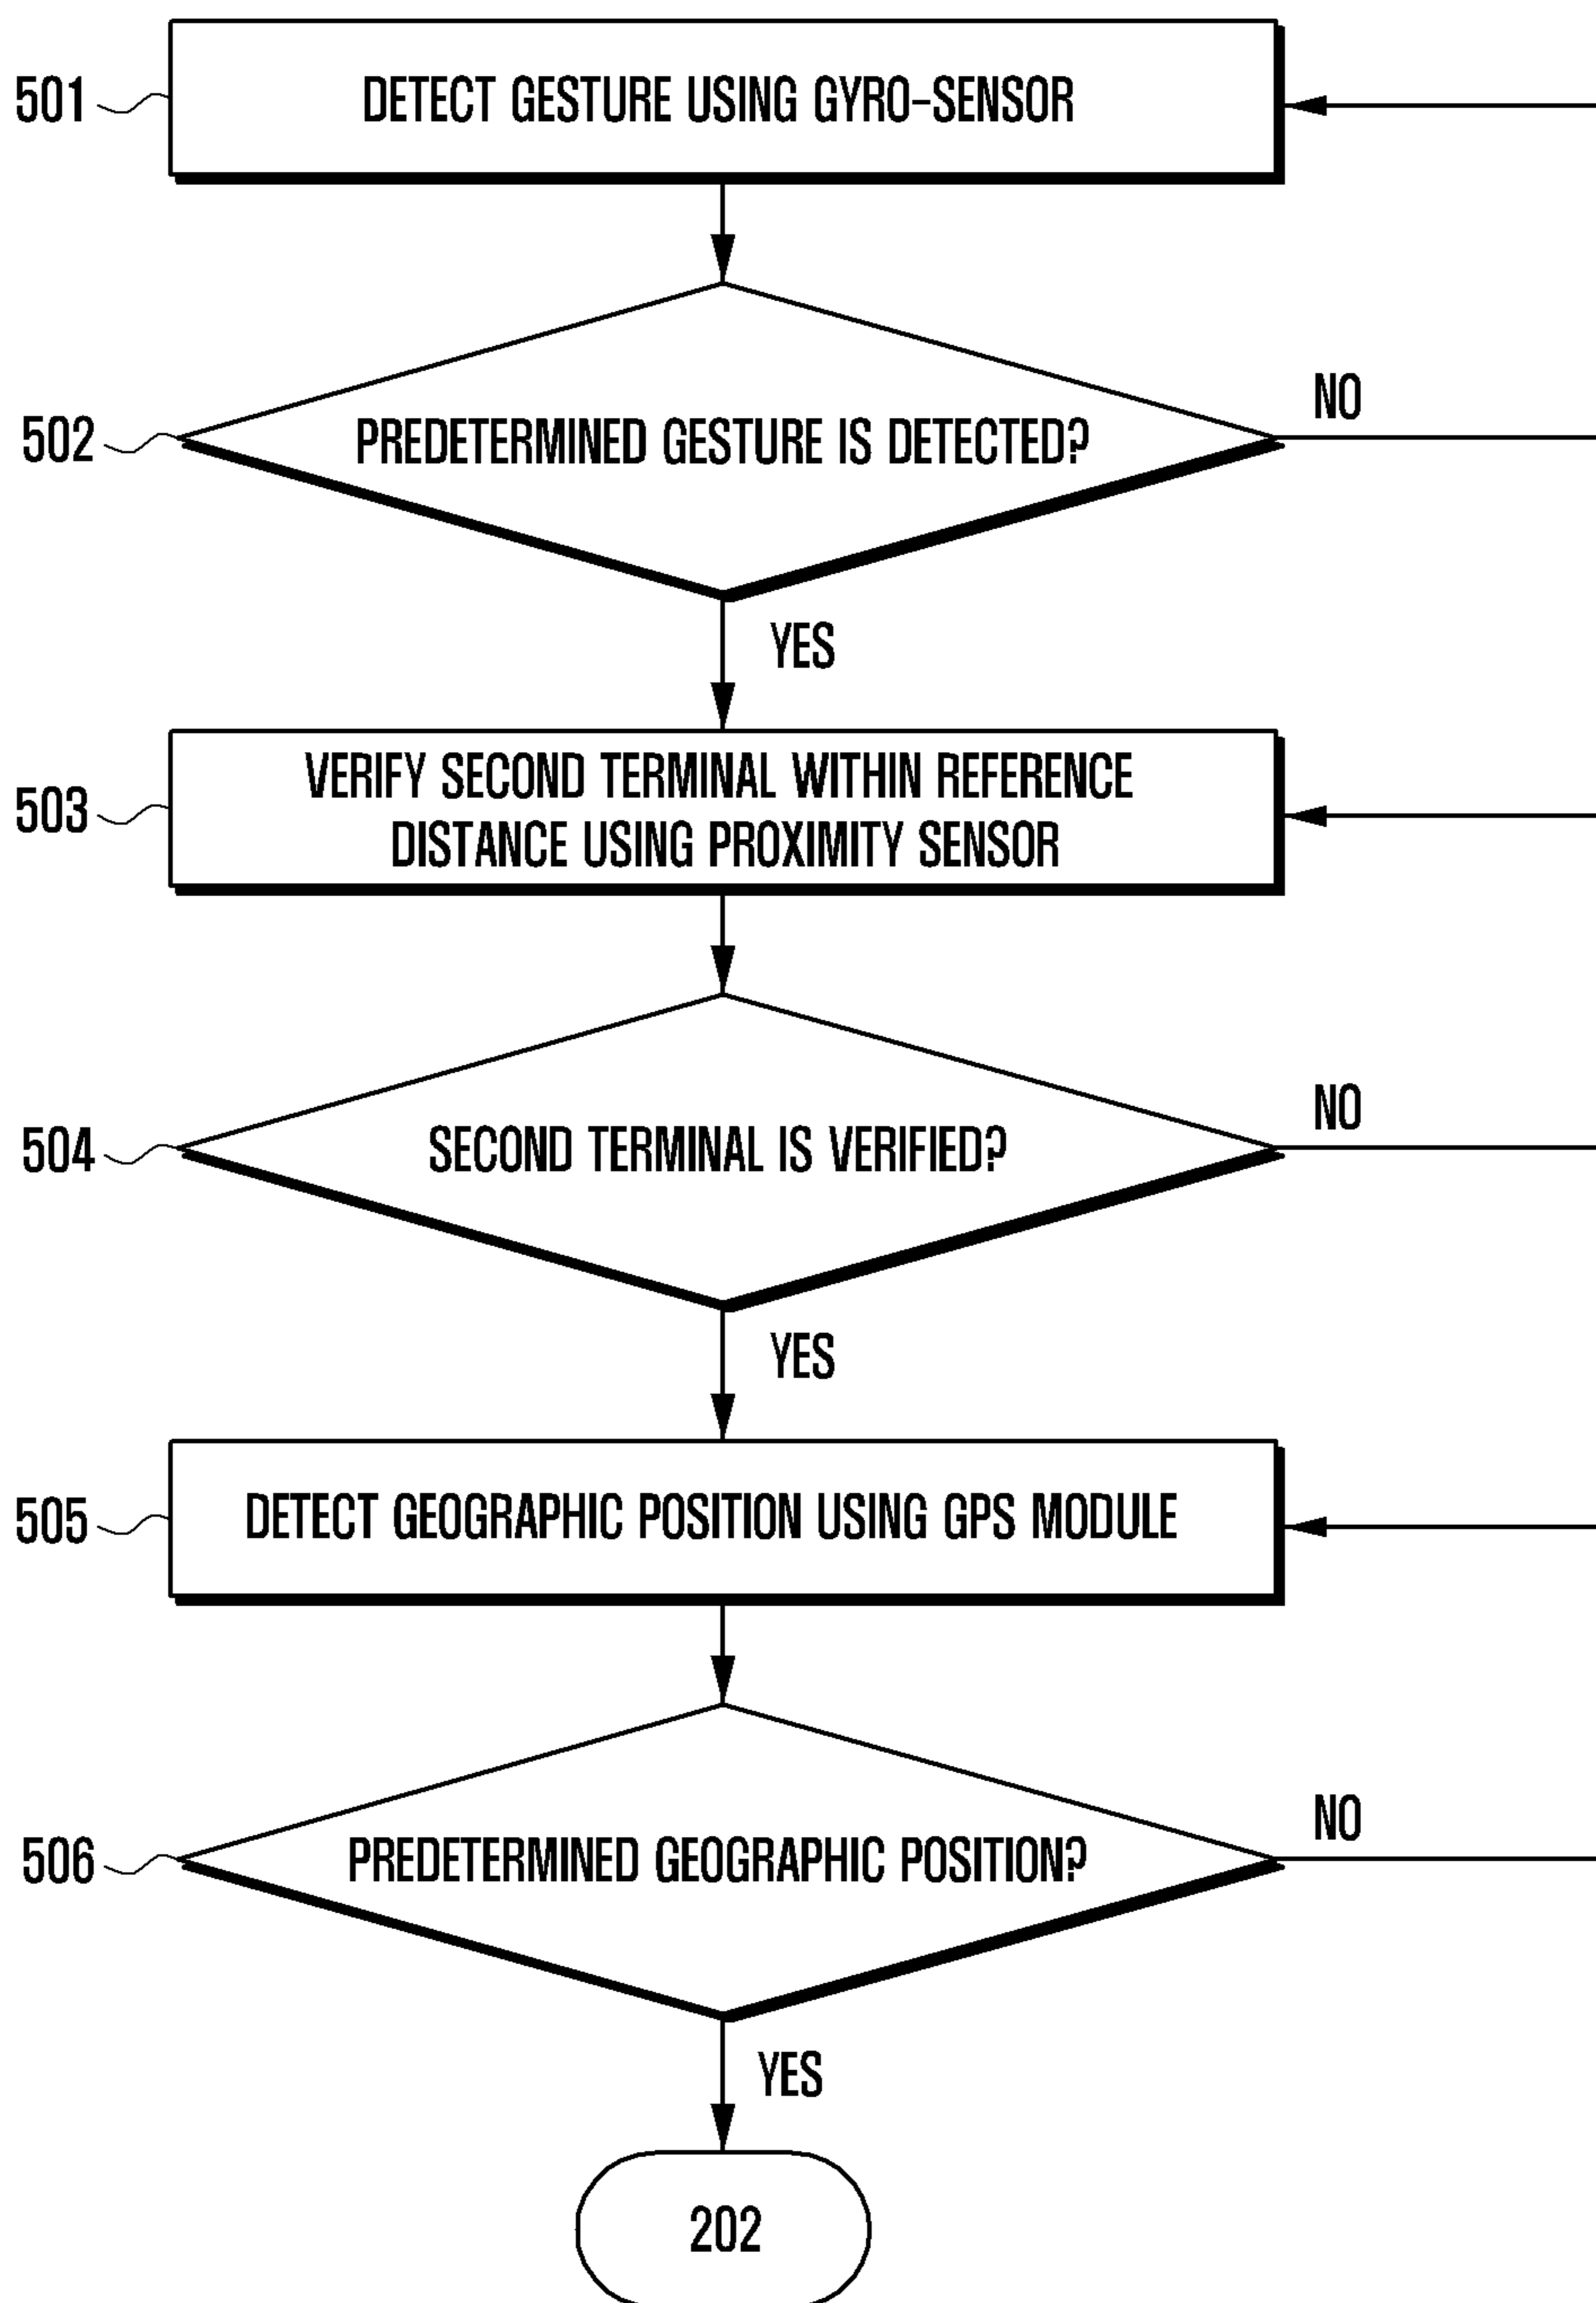 501
DETECT GESTURE USING GYRO-SENSOR
502
PREDETERMINED GESTURE IS DETECTED?
NO
YES
503
VERIFY SECOND TERMINAL WITHIN REFERENCE
DISTANCE USING PROXIMITY SENSOR
504
SECOND TERMINAL IS VERIFIED?
NO
YES
505
DETECT GEOGRAPHIC POSITION USING GPS MODULE
506
PREDETERMINED GEOGRAPHIC POSITION?
NO
YES
202